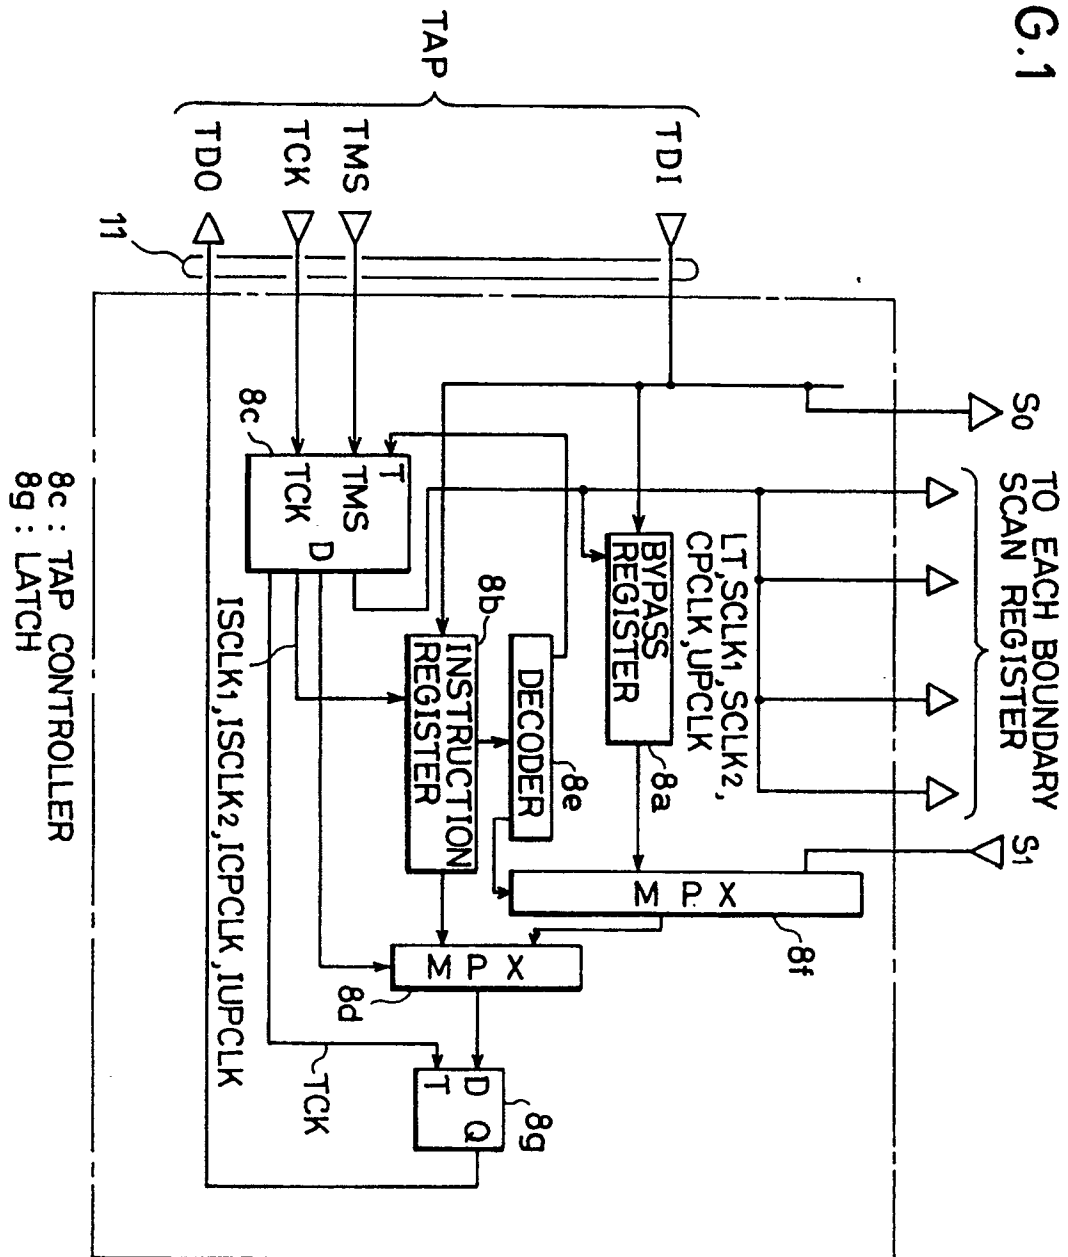 G.1
S0
TO EACH BOUNDARY
SCAN REGISTER
S1
TAP
TDI
TMS
TCK
TDO
11
LT,SCLK1,SCLK2,
CPCLK,UPCLK
BYPASS
REGISTER
8a
M P X
8f
T
TMS
TCK
D
8c
DECODER
8e
8b
INSTRUCTION
REGISTER
M P X
8d
D Q
T
8g
TCK
ISCLK1,ISCLK2,ICPCLK,IUPCLK
8c : TAP CONTROLLER
8g : LATCH